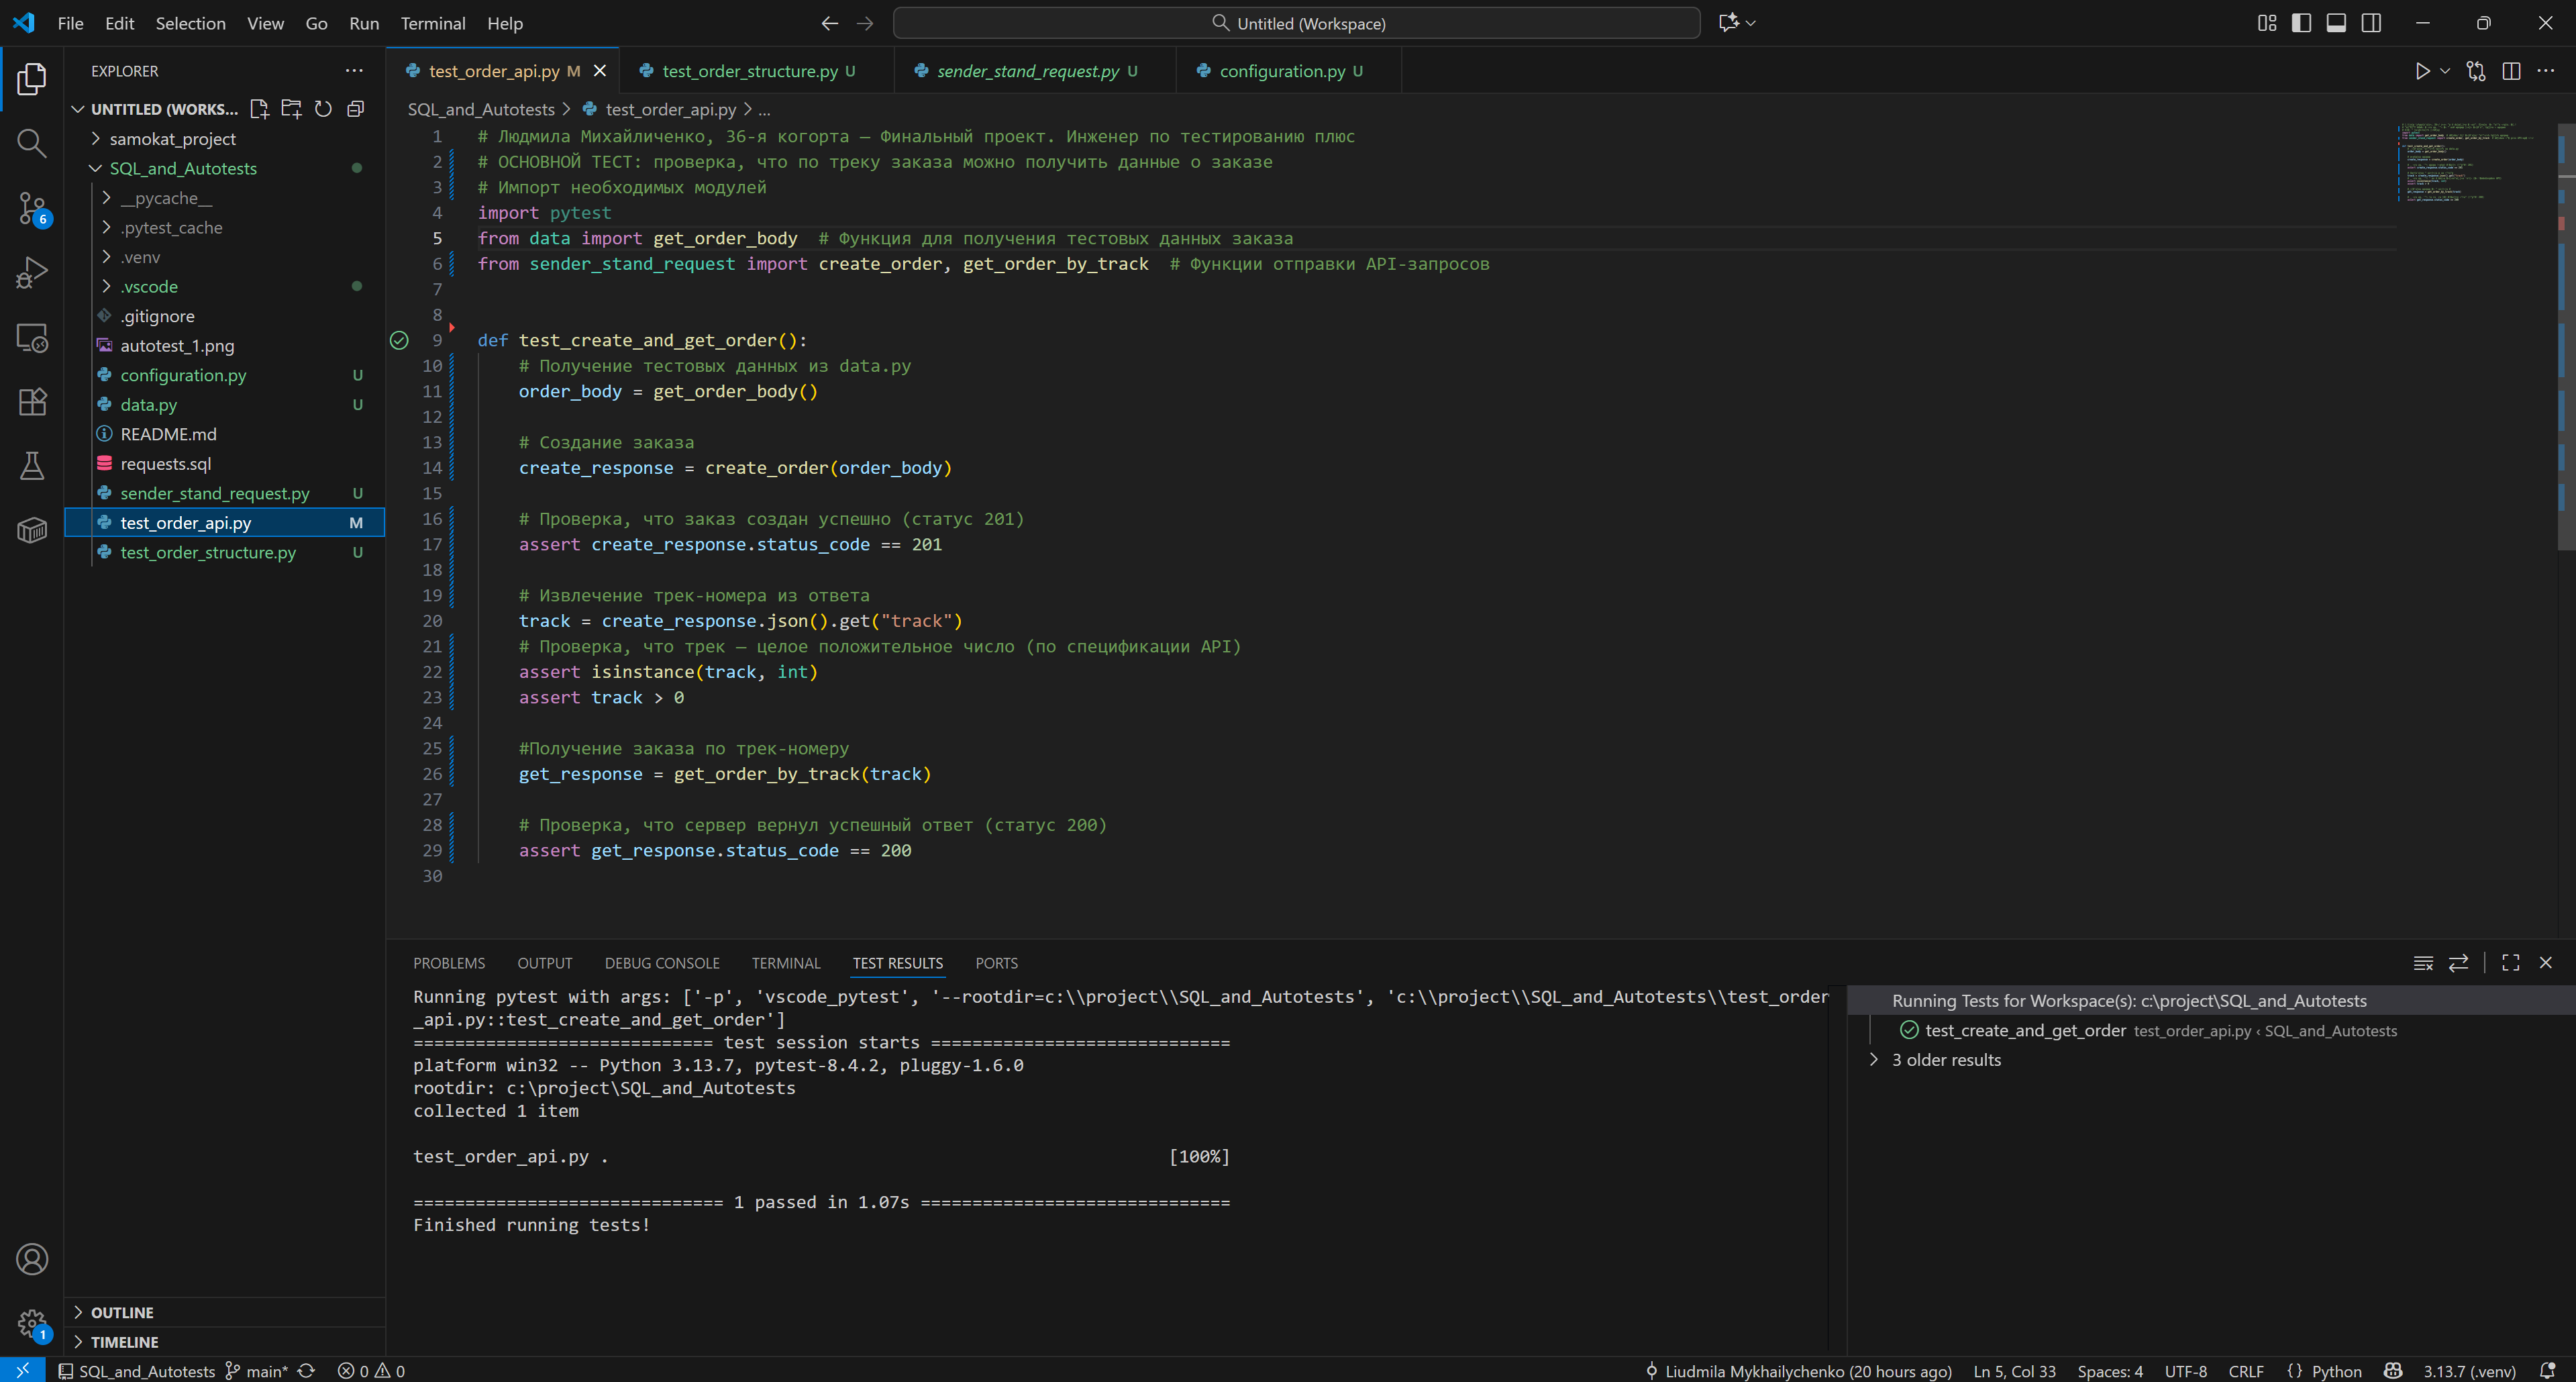 File Edit Selection View Go Run Terminal Help
Untitled (Workspace)
EXPLORER
UNTITLED (WORKS...
samokat_project
SQL_and_Autotests
__pycache__
.pytest_cache
.venv
.vscode
.gitignore
autotest_1.png
configuration.py U
data.py U
README.md
requests.sql
sender_stand_request.py U
test_order_api.py M
test_order_structure.py U
OUTLINE
TIMELINE
test_order_api.py M test_order_structure.py U sender_stand_request.py U configuration.py U
SQL_and_Autotests > test_order_api.py > ...
1 # Людмила Михайличенко, 36-я когорта — Финальный проект. Инженер по тестированию плюс
2 # ОСНОВНОЙ ТЕСТ: проверка, что по треку заказа можно получить данные о заказе
3 # Импорт необходимых модулей
4 import pytest
5 from data import get_order_body # Функция для получения тестовых данных заказа
6 from sender_stand_request import create_order, get_order_by_track # Функции отправки API-запросов
7
8
9 def test_create_and_get_order():
10 # Получение тестовых данных из data.py
11 order_body = get_order_body()
12
13 # Создание заказа
14 create_response = create_order(order_body)
15
16 # Проверка, что заказ создан успешно (статус 201)
17 assert create_response.status_code == 201
18
19 # Извлечение трек-номера из ответа
20 track = create_response.json().get("track")
21 # Проверка, что трек — целое положительное число (по спецификации API)
22 assert isinstance(track, int)
23 assert track > 0
24
25 #Получение заказа по трек-номеру
26 get_response = get_order_by_track(track)
27
28 # Проверка, что сервер вернул успешный ответ (статус 200)
29 assert get_response.status_code == 200
30
PROBLEMS OUTPUT DEBUG CONSOLE TERMINAL TEST RESULTS PORTS
Running pytest with args: ['-p', 'vscode_pytest', '--rootdir=c:\\project\\SQL_and_Autotests', 'c:\\project\\SQL_and_Autotests\\test_order
_api.py::test_create_and_get_order']
============================= test session starts =============================
platform win32 -- Python 3.13.7, pytest-8.4.2, pluggy-1.6.0
rootdir: c:\project\SQL_and_Autotests
collected 1 item
test_order_api.py . [100%]
============================== 1 passed in 1.07s ==============================
Finished running tests!
Running Tests for Workspace(s): c:\project\SQL_and_Autotests
test_create_and_get_order test_order_api.py ‹ SQL_and_Autotests
3 older results
6
1
SQL_and_Autotests main* 0 0
Liudmila Mykhailychenko (20 hours ago) Ln 5, Col 33 Spaces: 4 UTF-8 CRLF {} Python 3.13.7 (.venv)